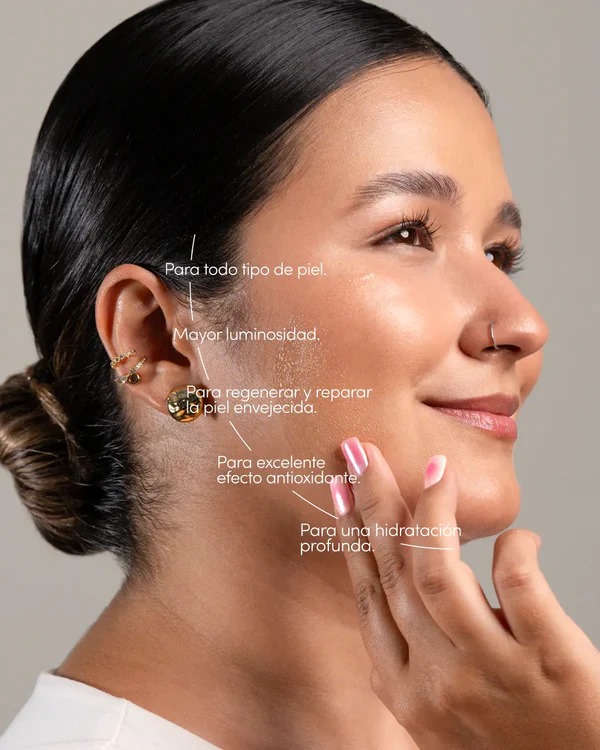 Para todo tipo de piel.
Mayor luminosidad.
Para regenerar y reparar
la piel envejecida.
Para excelente
efecto antioxidante.
Para una hidratación
profunda.